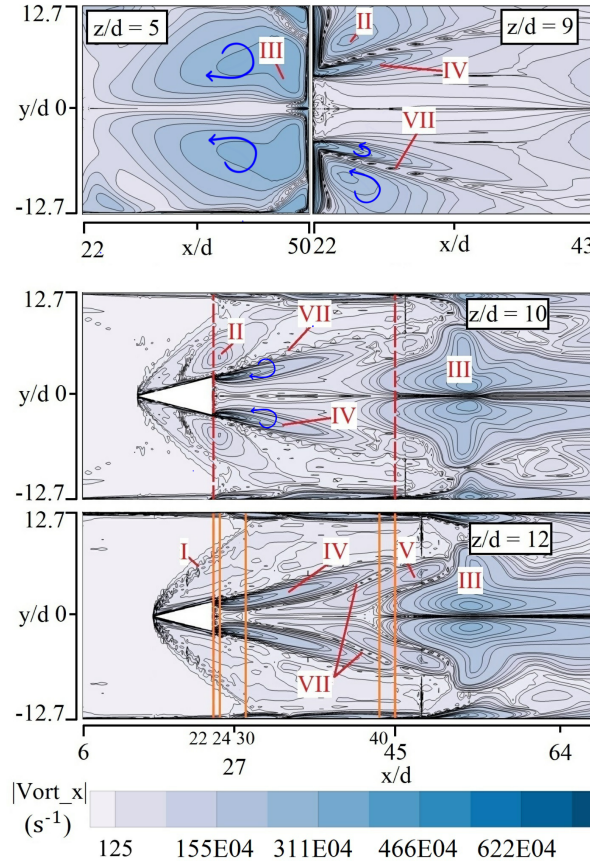 12.7
z/d = 5
III
II
z/d = 9
IV
y/d 0
VII
-12.7
22
x/d
50
22
x/d
43
12.7
z/d = 10
VII
II
III
y/d 0
IV
-12.7
12.7
z/d = 12
I
IV
V
III
y/d 0
VII
-12.7
22 24 30 40
6 27 45 64
x/d
|Vort_x|
(s⁻¹)
125 155E04 311E04 466E04 622E04